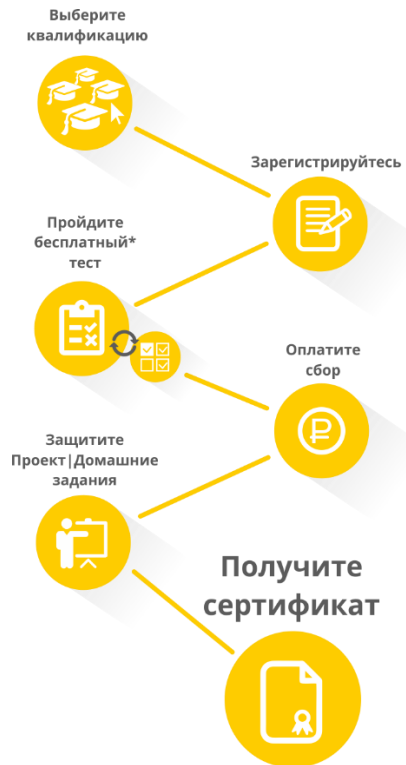 Выберите
квалификацию
Зарегистрируйтесь
Пройдите
бесплатный*
тест
Оплатите
сбор
Защитите
Проект|Домашние
задания
Получите
сертификат